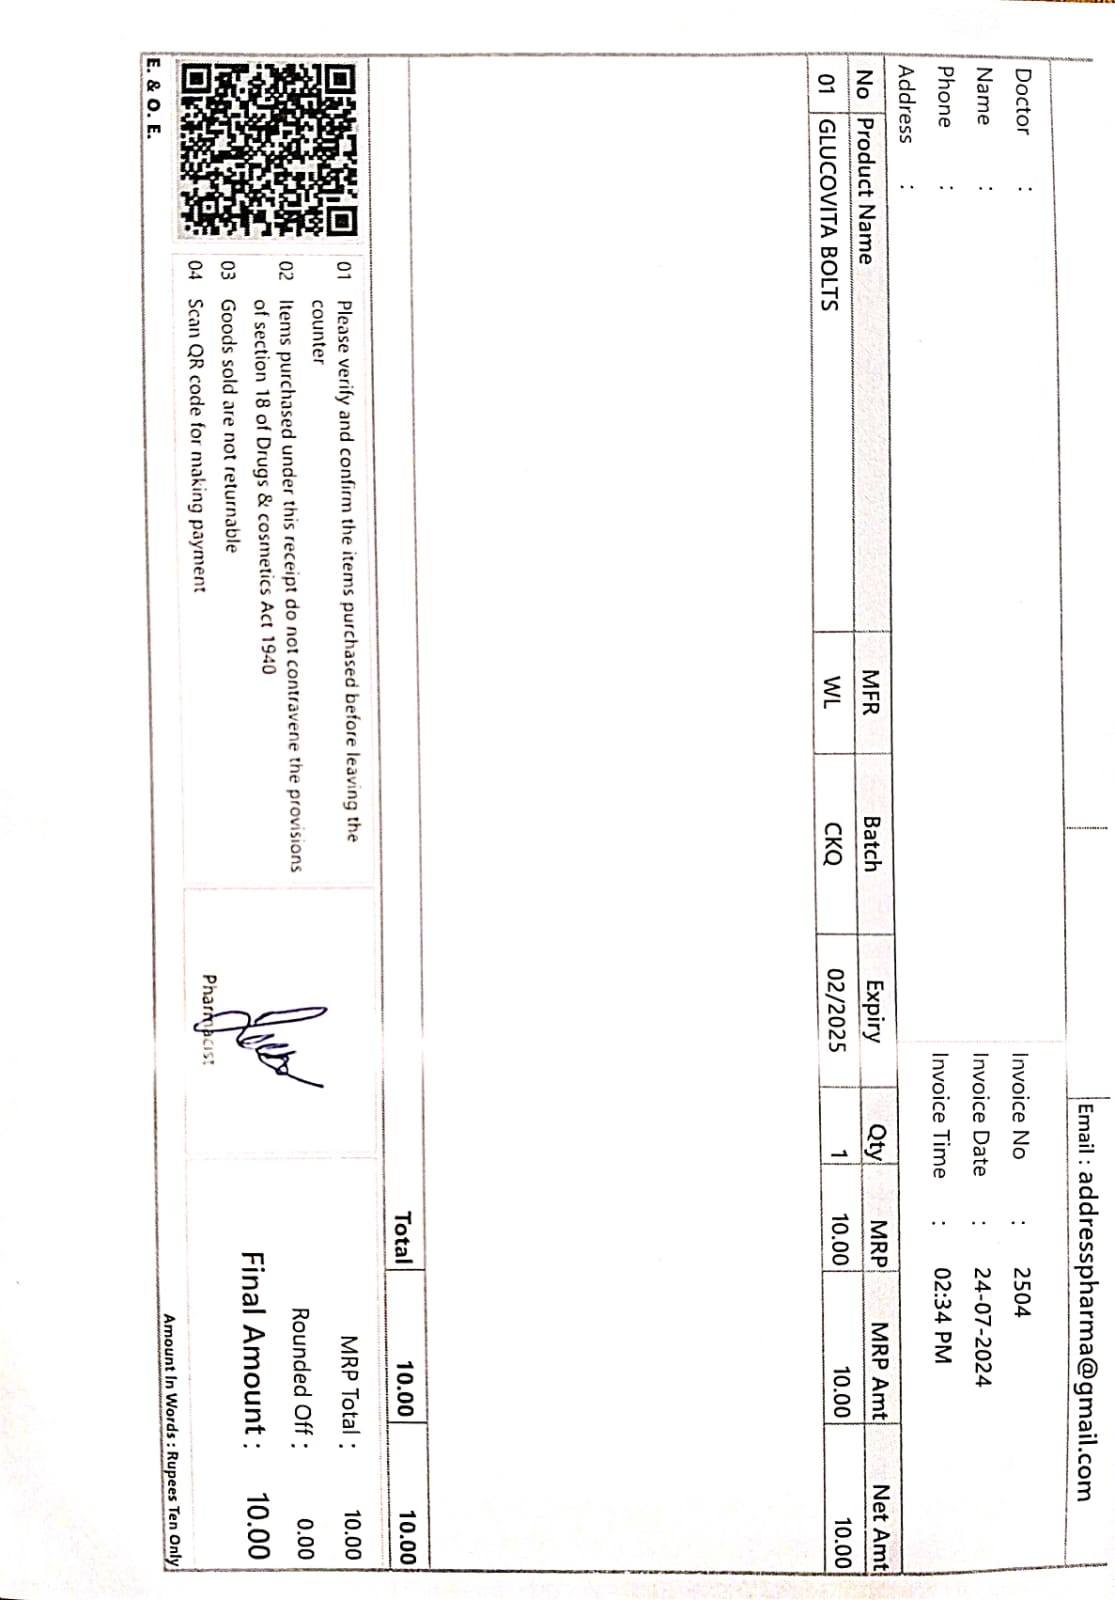 Email : addresspharma@gmail.com
Doctor :
Name :
Phone :
Address :
Invoice No : 2504
Invoice Date : 24-07-2024
Invoice Time : 02:34 PM
No Product Name MFR Batch Expiry Qty MRP MRP Amt Net Amt
01 GLUCOVITA BOLTS WL CKQ 02/2025 1 10.00 10.00 10.00
Total 10.00 10.00
01 Please verify and confirm the items purchased before leaving the
counter
02 Items purchased under this receipt do not contravene the provisions
of section 18 of Drugs & cosmetics Act 1940
03 Goods sold are not returnable
04 Scan QR code for making payment
E. & O. E.
Pharmacist
MRP Total : 10.00
Rounded Off : 0.00
Final Amount : 10.00
Amount In Words : Rupees Ten Only